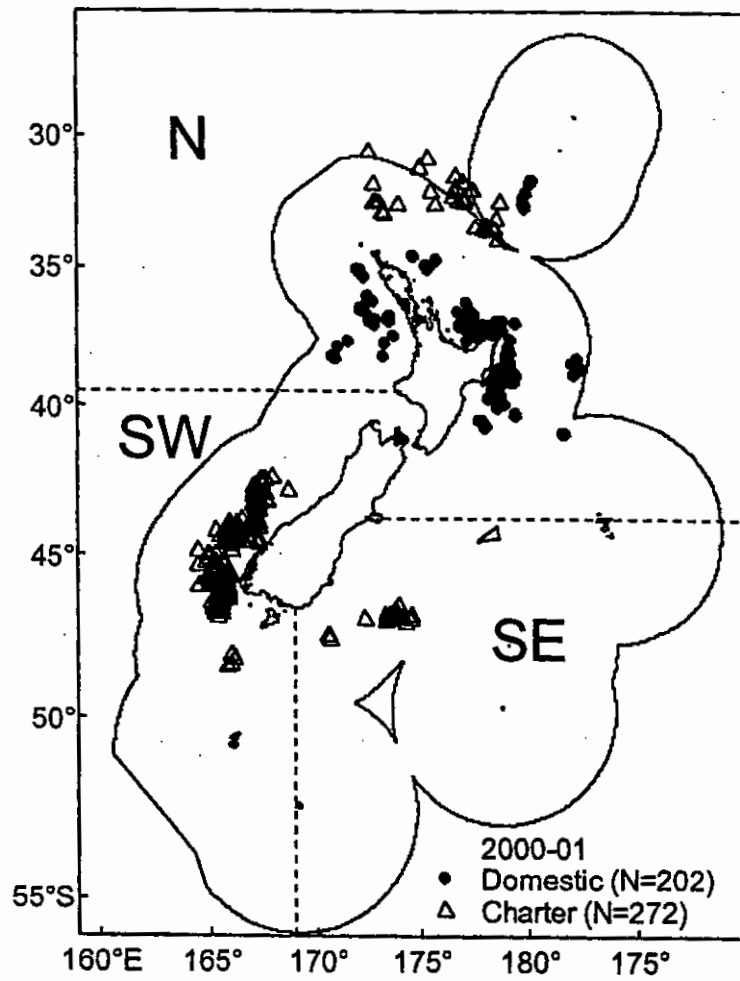 N
30°
35°
40°
SW
45°
SE
50°
2000-01
Domestic (N=202)
55°S
Charter (N=272)
160°E 165° 170° 175° 180° 175°